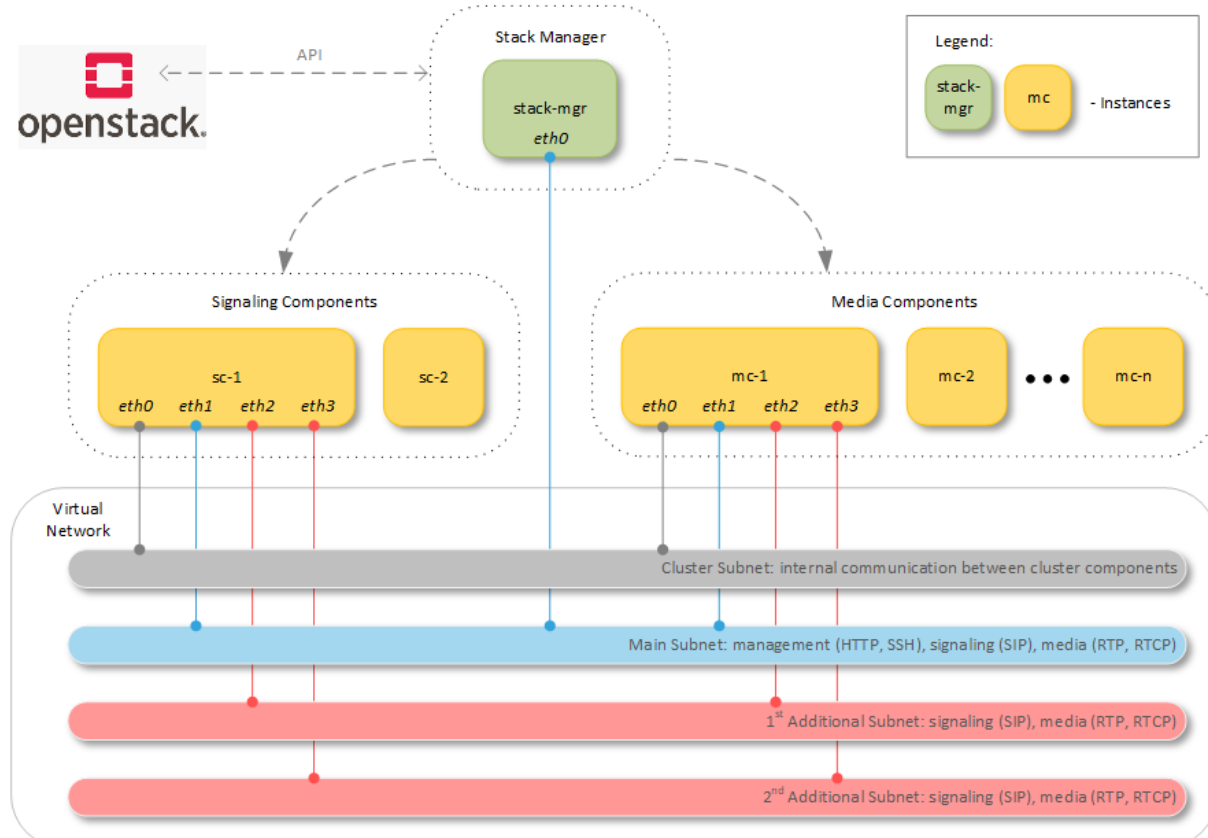 Stack Manager
Legend:
API
openstack.
stack-mgr
eth0
stack-
mgr
mc
- Instances
Signaling Components
Media Components
sc-1
eth0 eth1 eth2 eth3
sc-2
mc-1
eth0 eth1 eth2 eth3
mc-2
mc-n
Virtual
Network
Cluster Subnet: internal communication between cluster components
Main Subnet: management (HTTP, SSH), signaling (SIP), media (RTP, RTCP)
1st Additional Subnet: signaling (SIP), media (RTP, RTCP)
2nd Additional Subnet: signaling (SIP), media (RTP, RTCP)